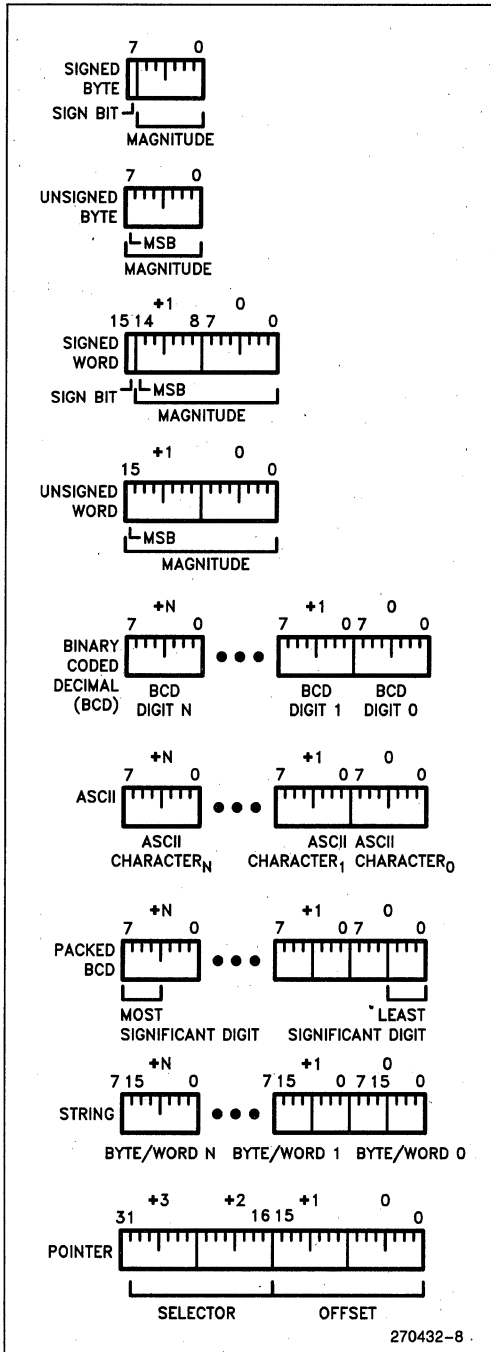 7 0
SIGNED
BYTE
SIGN BIT
MAGNITUDE
7 0
UNSIGNED
BYTE
MSB
MAGNITUDE
+1 0
15 14 8 7 0
SIGNED
WORD
SIGN BIT MSB
MAGNITUDE
+1 0
15 0
UNSIGNED
WORD
MSB
MAGNITUDE
+N +1 0
7 0 7 0 7 0
BINARY
CODED
DECIMAL
(BCD)
BCD BCD BCD
DIGIT N DIGIT 1 DIGIT 0
+N +1 0
7 0 7 0 7 0
ASCII
ASCII ASCII ASCII
CHARACTERN CHARACTER1 CHARACTER0
+N +1 0
7 0 7 0 7 0
PACKED
BCD
MOST LEAST
SIGNIFICANT DIGIT SIGNIFICANT DIGIT
+N +1 0
7 15 0 7 15 0 7 15 0
STRING
BYTE/WORD N BYTE/WORD 1 BYTE/WORD 0
+3 +2 +1 0
31 16 15 0
POINTER
SELECTOR OFFSET
270432-8